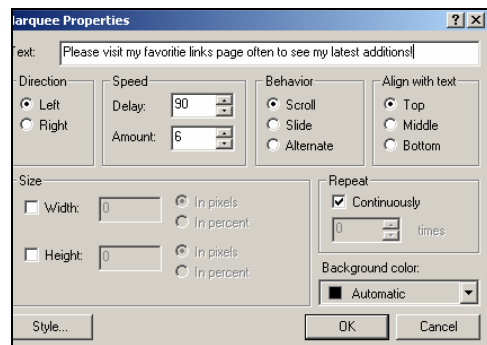 Marquee Properties ? X
Text: Please visit my favoritie links page often to see my latest additions!
Direction Speed Behavior Align with text
Left Delay: 90 Scroll Top
Right Slide Middle
Amount: 6 Alternate Bottom
Size Repeat
Width: 0 In pixels Continuously
In percent 0 times
Height: 0 In pixels
In percent Background color:
Automatic
Style... OK Cancel